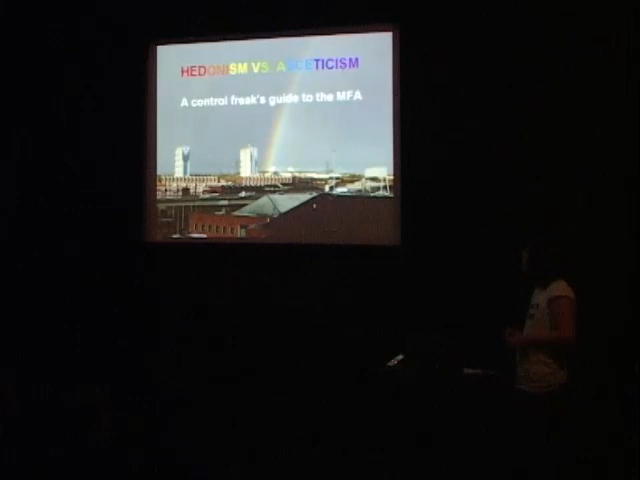 HEDONISM VS. ASCETICISM
A control freak's guide to the MFA